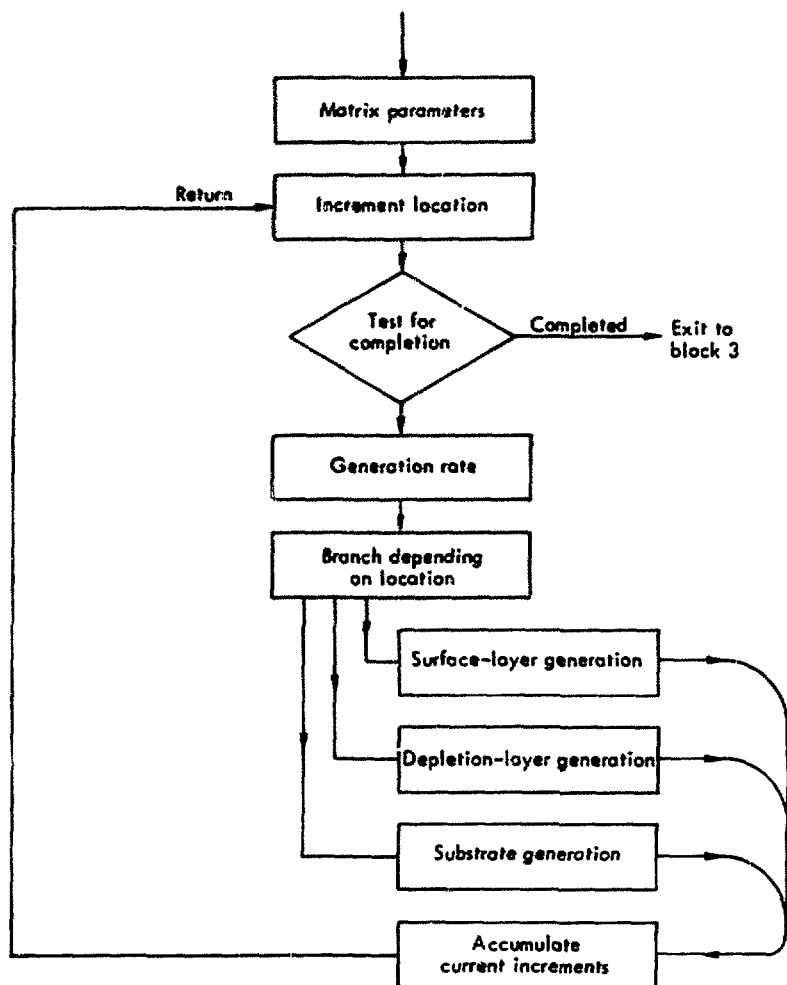 Matrix parameters
Return
Increment location
Test for
completion
Completed
Exit to
block 3
Generation rate
Branch depending
on location
Surface-layer generation
Depletion-layer generation
Substrate generation
Accumulate
current increments